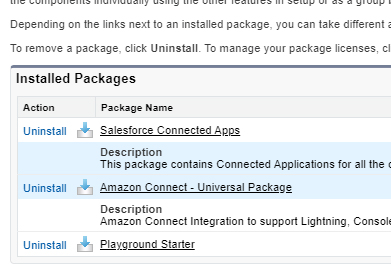 the components individually using the other features in setup or as a group
Depending on the links next to an installed package, you can take different
To remove a package, click Uninstall. To manage your package licenses, cl
Installed Packages
Action Package Name
Uninstall Salesforce Connected Apps
Description
This package contains Connected Applications for all the
Uninstall Amazon Connect - Universal Package
Description
Amazon Connect Integration to support Lightning, Console
Uninstall Playground Starter